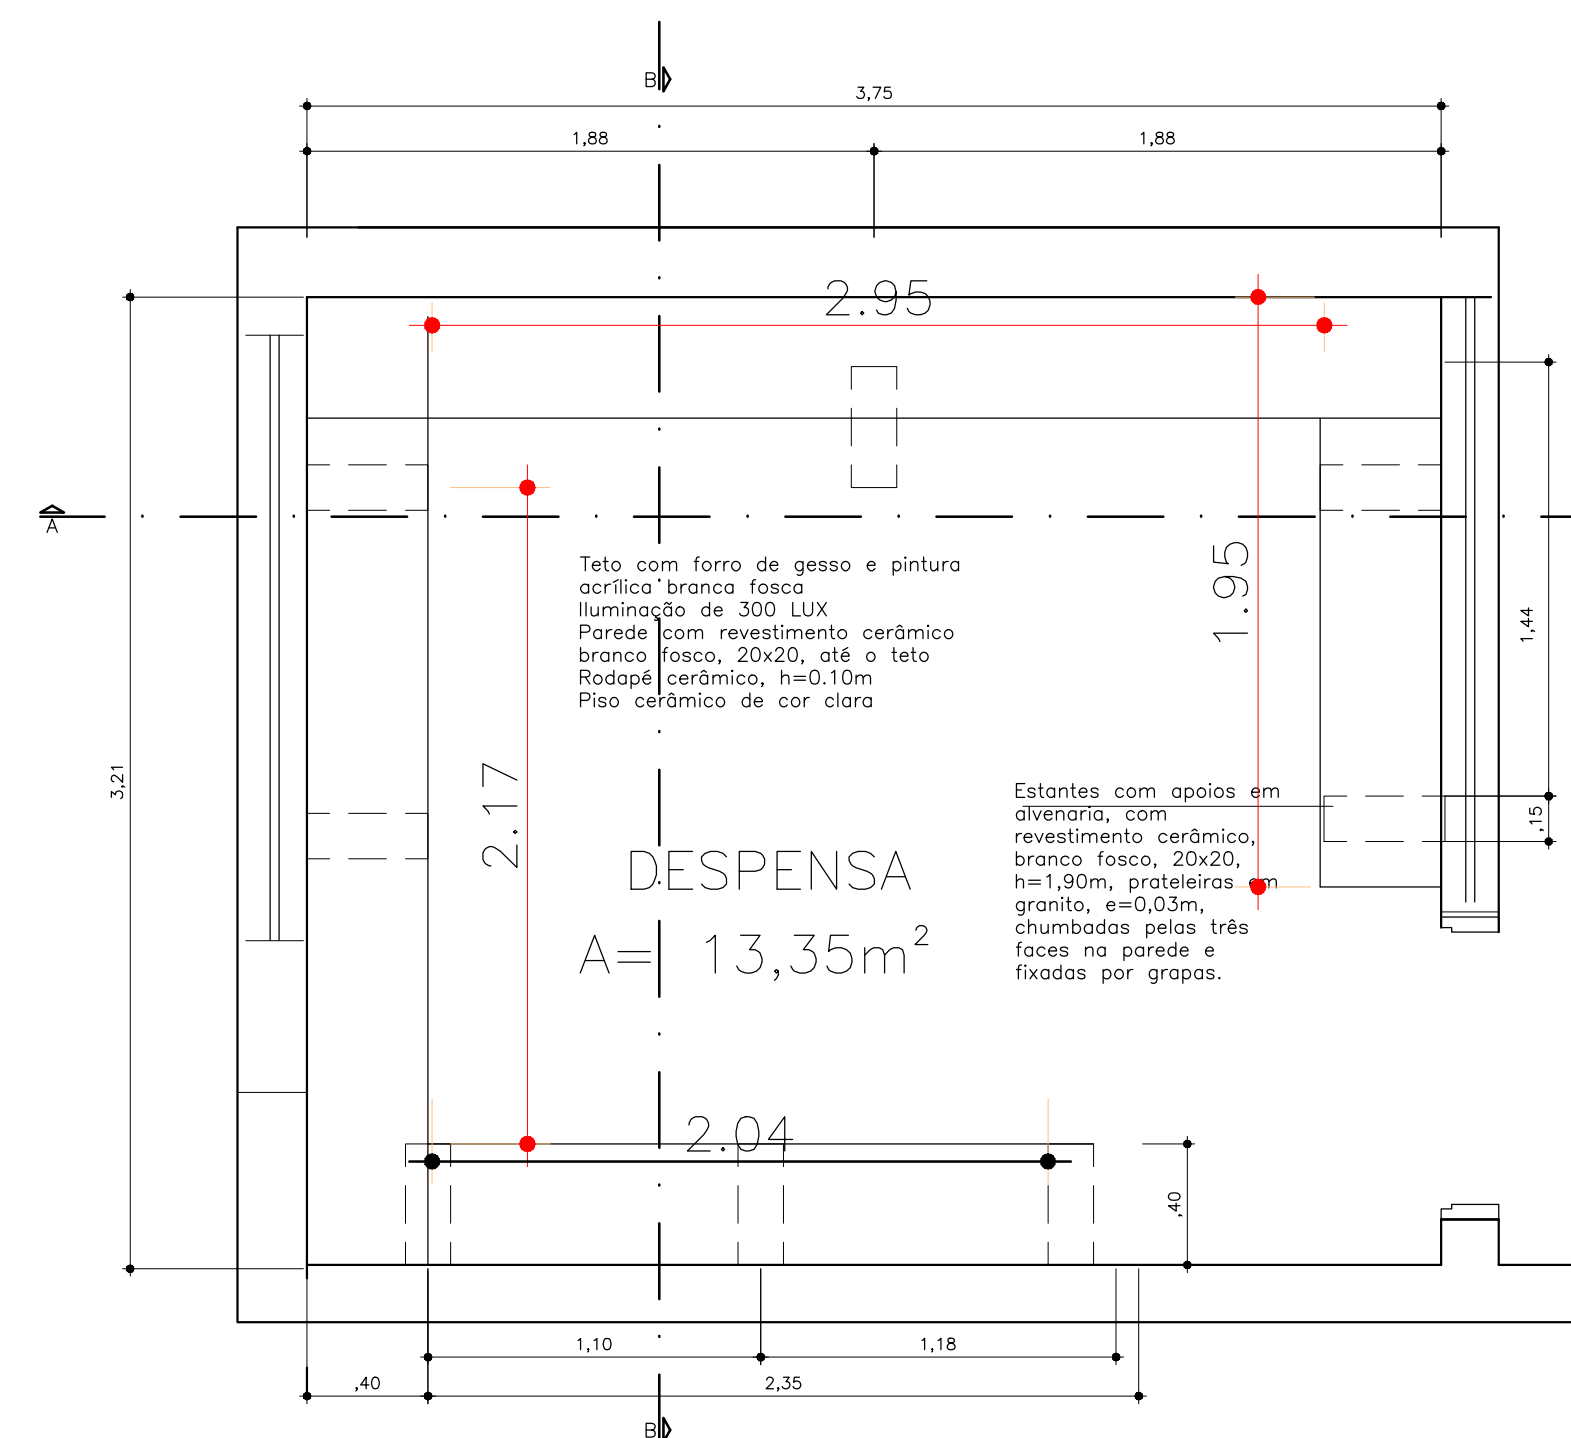 B
3,75
1,88
1,88
2.95
A
Teto com forro de gesso e pintura
acrílica branca fosca
Iluminação de 300 LUX
Parede com revestimento cerâmico
branco fosco, 20x20, até o teto
Rodapé cerâmico, h=0.10m
Piso cerâmico de cor clara
1.95
1,44
3,21
2.17
Estantes com apoios em
alvenaria, com
revestimento cerâmico,
branco fosco, 20x20,
h=1,90m, prateleiras em
granito, e=0,03m,
chumbadas pelas três
faces na parede e
fixadas por grapas.
,15
DESPENSA
A= 13,35m²
2.04
,40
1,10
1,18
,40
2,35
B